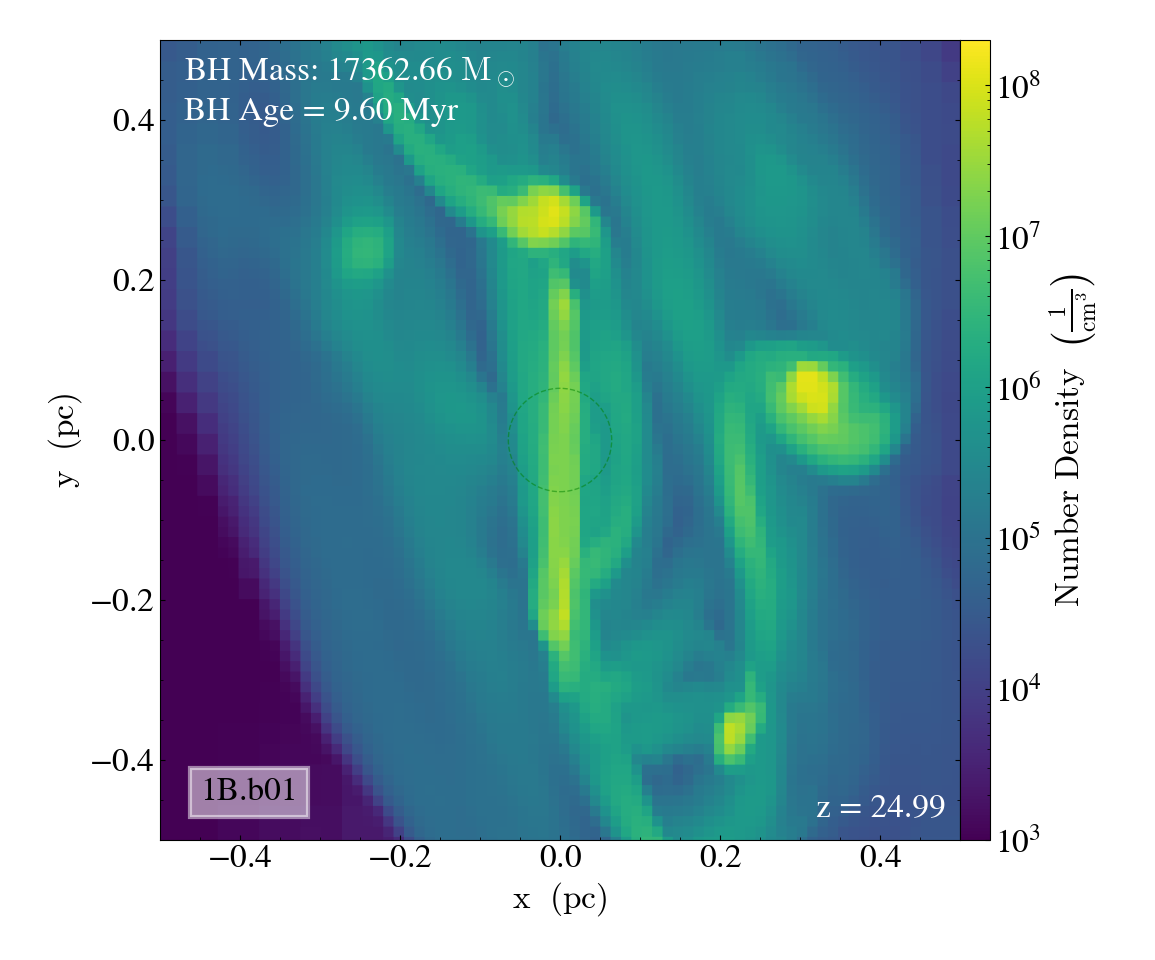 BH Mass: 17362.66 M⊙
BH Age = 9.60 Myr
0.4
0.2
0.0
−0.2
−0.4
y (pc)
1B.b01
z = 24.99
−0.4 −0.2 0.0 0.2 0.4
x (pc)
10⁸
10⁷
10⁶
10⁵
10⁴
10³
Number Density (1/cm³)